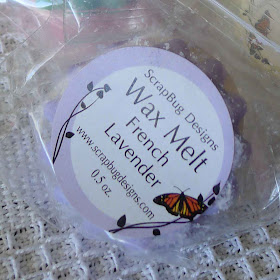 ScrapBug Designs
Wax Melt
French
Lavender
www.scrapbugdesigns.com
0.5 oz.